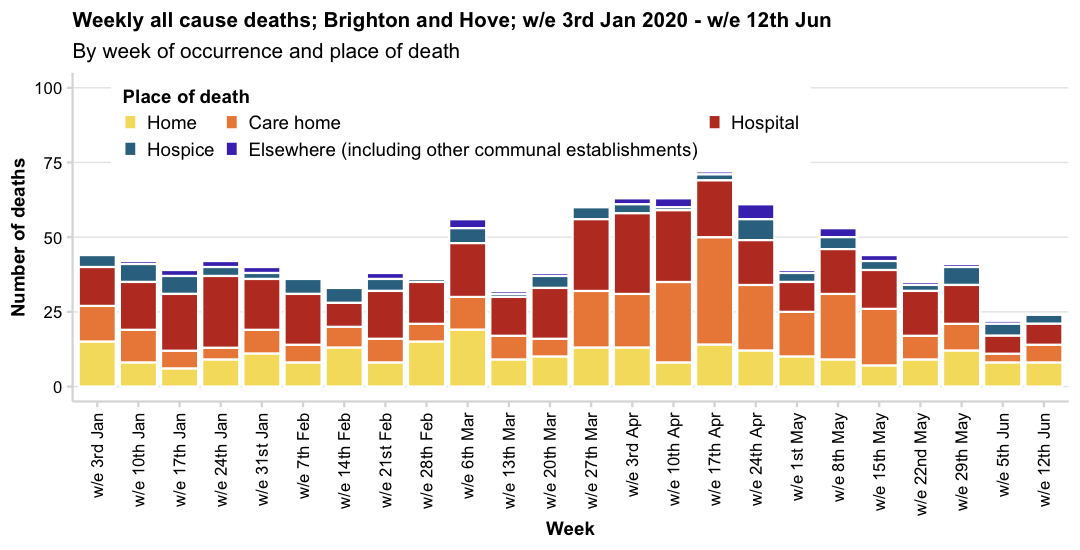 Weekly all cause deaths; Brighton and Hove; w/e 3rd Jan 2020 - w/e 12th Jun
By week of occurrence and place of death
Place of death
Home Care home Hospital
Hospice Elsewhere (including other communal establishments)
Number of deaths
100
75
50
25
0
w/e 3rd Jan
w/e 10th Jan
w/e 17th Jan
w/e 24th Jan
w/e 31st Jan
w/e 7th Feb
w/e 14th Feb
w/e 21st Feb
w/e 28th Feb
w/e 6th Mar
w/e 13th Mar
w/e 20th Mar
w/e 27th Mar
w/e 3rd Apr
w/e 10th Apr
w/e 17th Apr
w/e 24th Apr
w/e 1st May
w/e 8th May
w/e 15th May
w/e 22nd May
w/e 29th May
w/e 5th Jun
w/e 12th Jun
Week